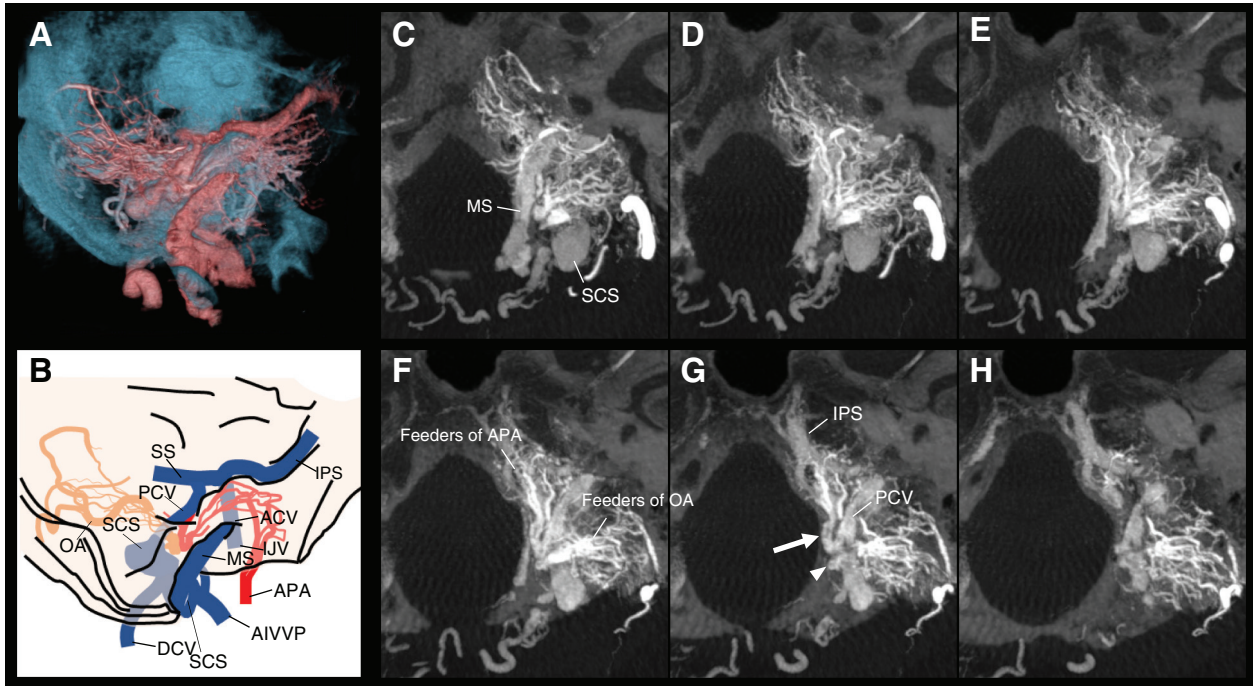 A
C
D
E
MS
SCS
B
SS
IPS
PCV
SCS
ACV
OA
IJV
MS
APA
AIVVP
DCV
SCS
F
G
H
IPS
Feeders of APA
PCV
Feeders of OA